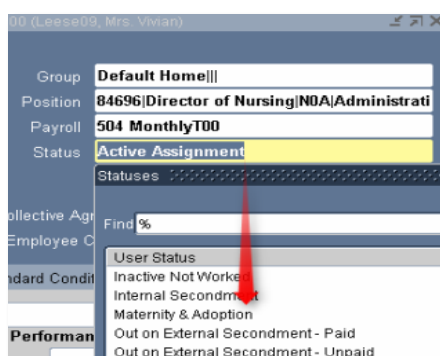 00 (Leese09, Mrs. Vivian)
Group Default Home|||
Position 84696|Director of Nursing|N0A|Administrati
Payroll 504 MonthlyT00
Status Active Assignment
Statuses
ollective Agr
Find %
Employee C
User Status
ndard Condit
Inactive Not Worked
Internal Secondment
Maternity & Adoption
Performan
Out on External Secondment - Paid
Out on External Secondment - Unpaid